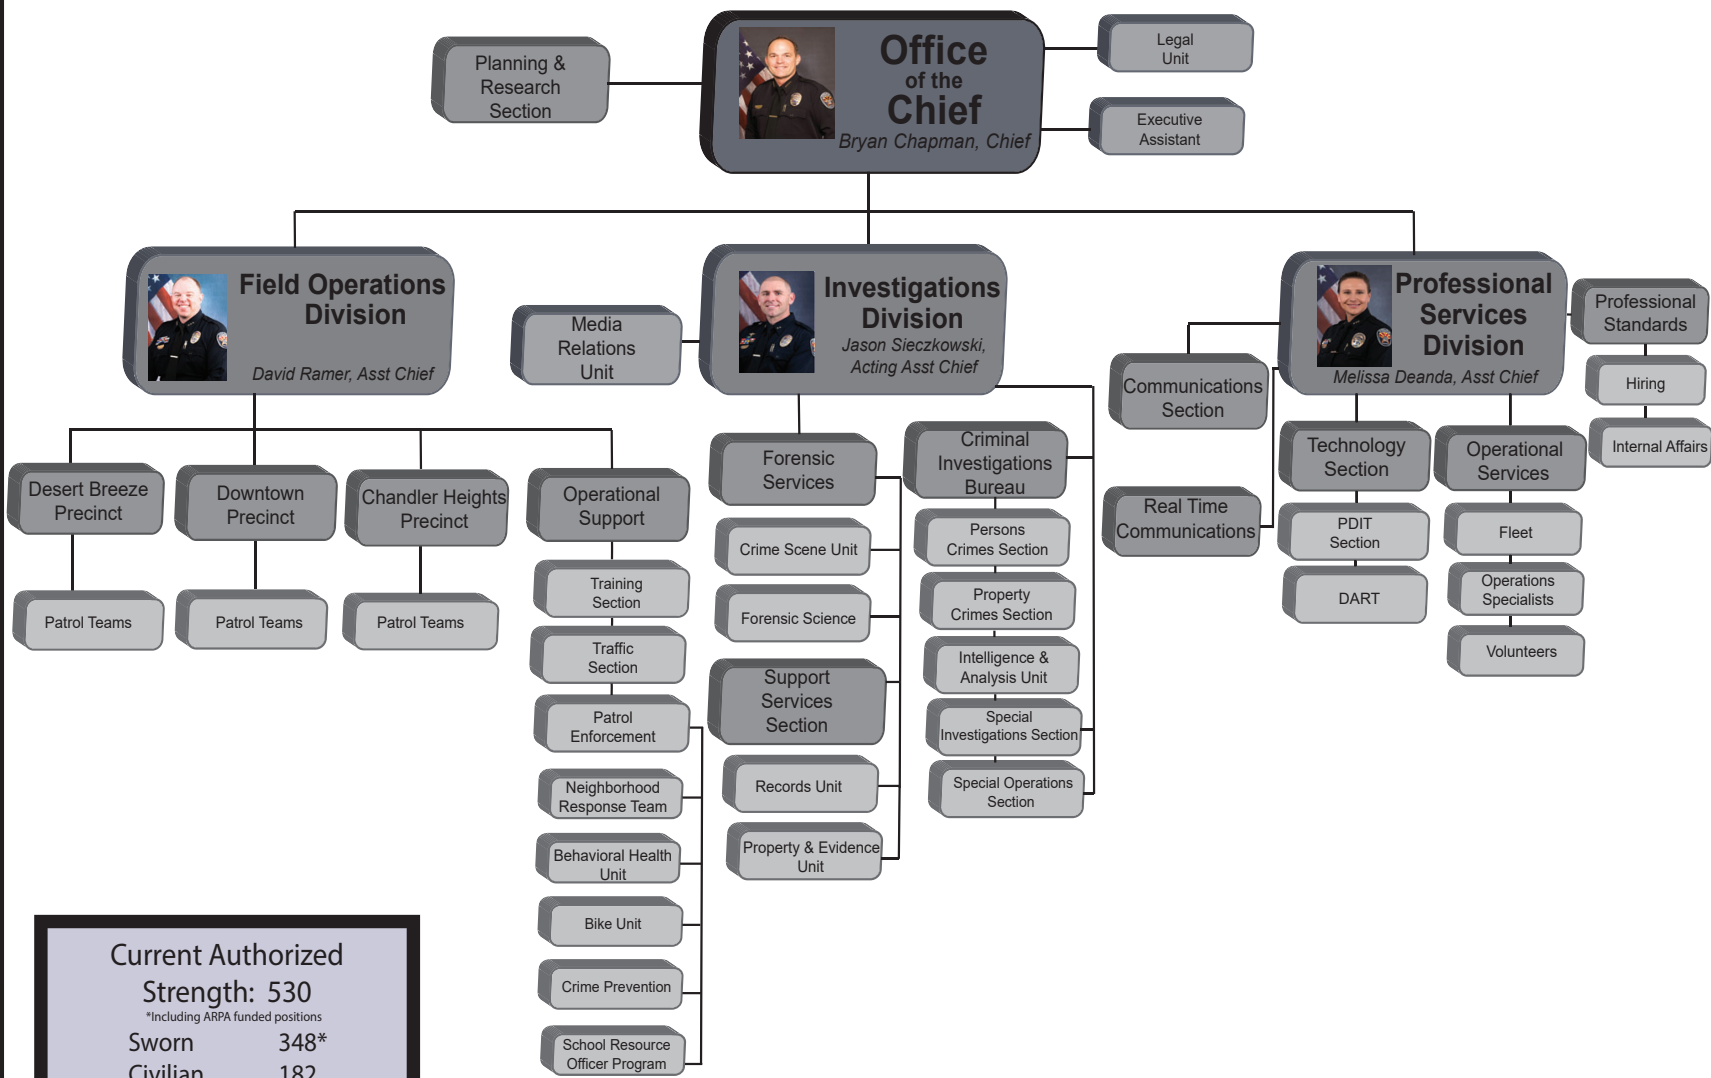 Planning &
Research
Section
Office
of the
Chief
Bryan Chapman, Chief
Legal
Unit
Executive
Assistant
Field Operations
Division
David Ramer, Asst Chief
Media
Relations
Unit
Investigations
Division
Jason Sieczkowski,
Acting Asst Chief
Professional
Services
Division
Melissa Deanda, Asst Chief
Professional
Standards
Hiring
Internal Affairs
Communications
Section
Real Time
Communications
Technology
Section
PDIT
Section
DART
Operational
Services
Fleet
Operations
Specialists
Volunteers
Desert Breeze
Precinct
Patrol Teams
Downtown
Precinct
Patrol Teams
Chandler Heights
Precinct
Patrol Teams
Operational
Support
Training
Section
Traffic
Section
Patrol
Enforcement
Neighborhood
Response Team
Behavioral Health
Unit
Bike Unit
Crime Prevention
School Resource
Officer Program
Forensic
Services
Crime Scene Unit
Forensic Science
Support
Services
Section
Records Unit
Property & Evidence
Unit
Criminal
Investigations
Bureau
Persons
Crimes Section
Property
Crimes Section
Intelligence &
Analysis Unit
Special
Investigations Section
Special Operations
Section
Current Authorized
Strength: 530
*Including ARPA funded positions
Sworn 348*
Civilian 182